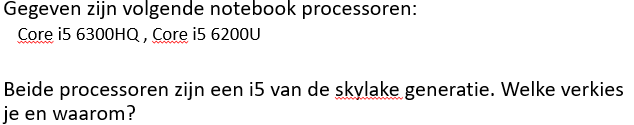 Gegeven zijn volgende notebook processoren:
Core i5 6300HQ , Core i5 6200U
Beide processoren zijn een i5 van de skylake generatie. Welke verkies
je en waarom?